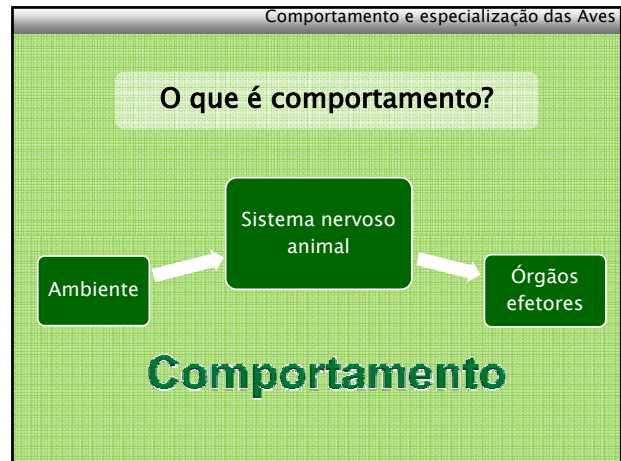 Comportamento e especialização das Aves
O que é comportamento?
Sistema nervoso
animal
Ambiente
Órgãos
efetores
Comportamento